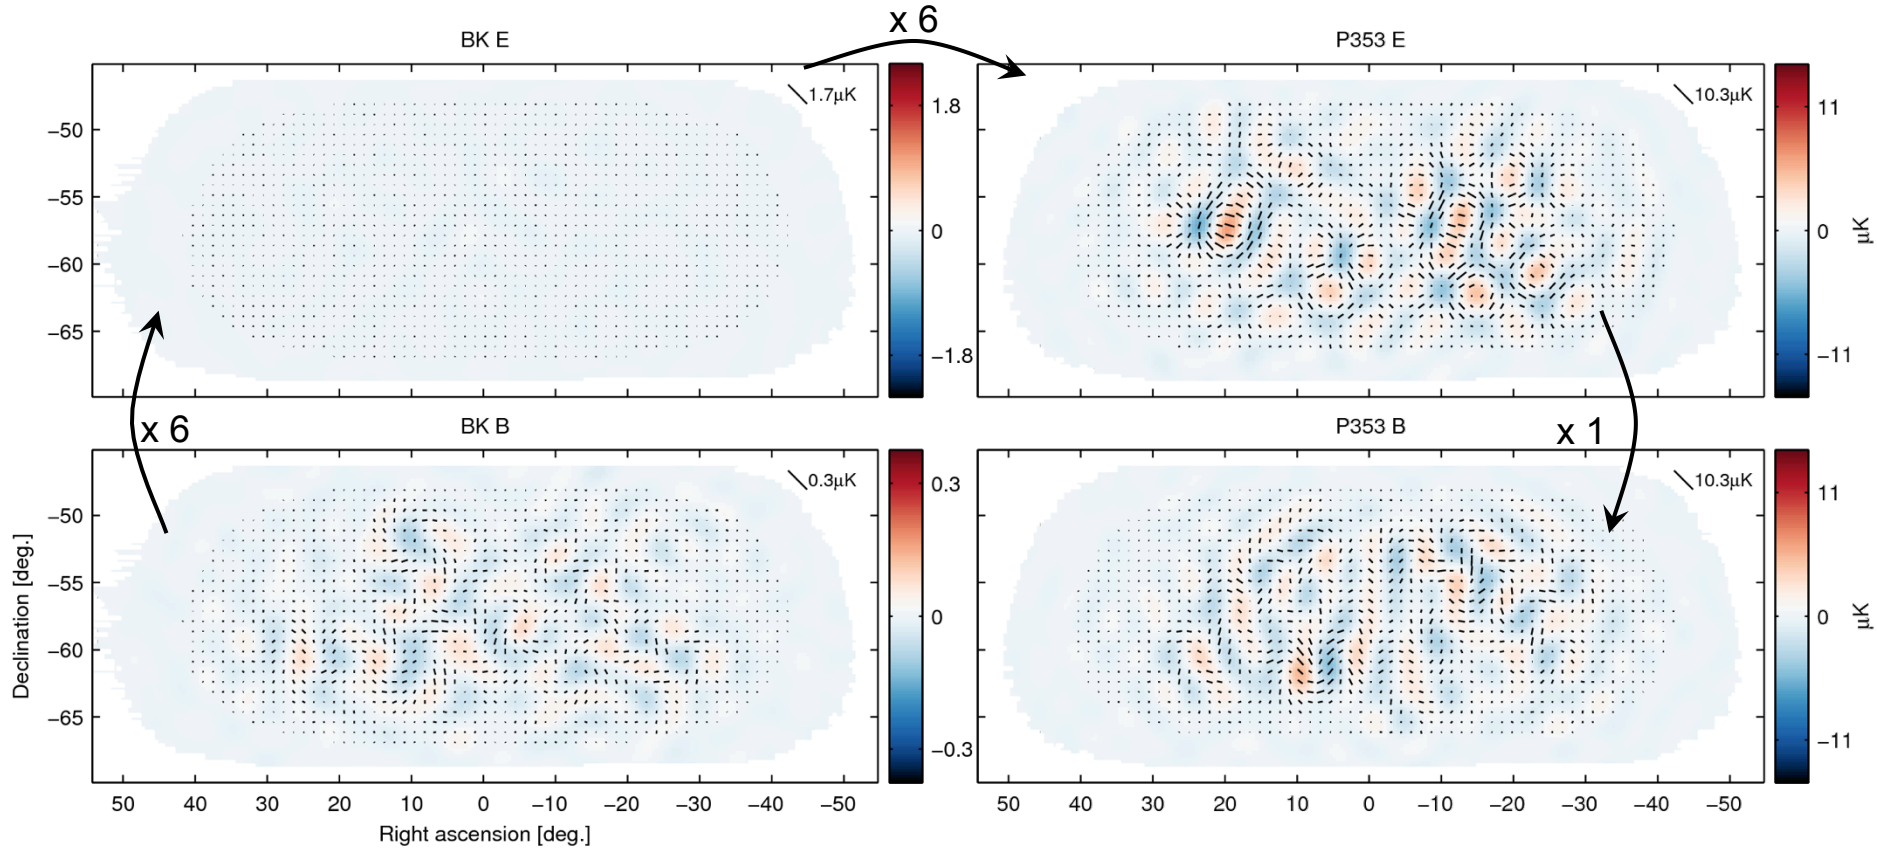 x 6
BK E
P353 E
1.7µK
10.3µK
1.8
0
−1.8
11
0
−11
µK
−50
−55
−60
−65
x 6
x 1
BK B
P353 B
0.3µK
10.3µK
0.3
0
−0.3
11
0
−11
µK
−50
−55
−60
−65
Declination [deg.]
50 40 30 20 10 0 −10 −20 −30 −40 −50
50 40 30 20 10 0 −10 −20 −30 −40 −50
Right ascension [deg.]